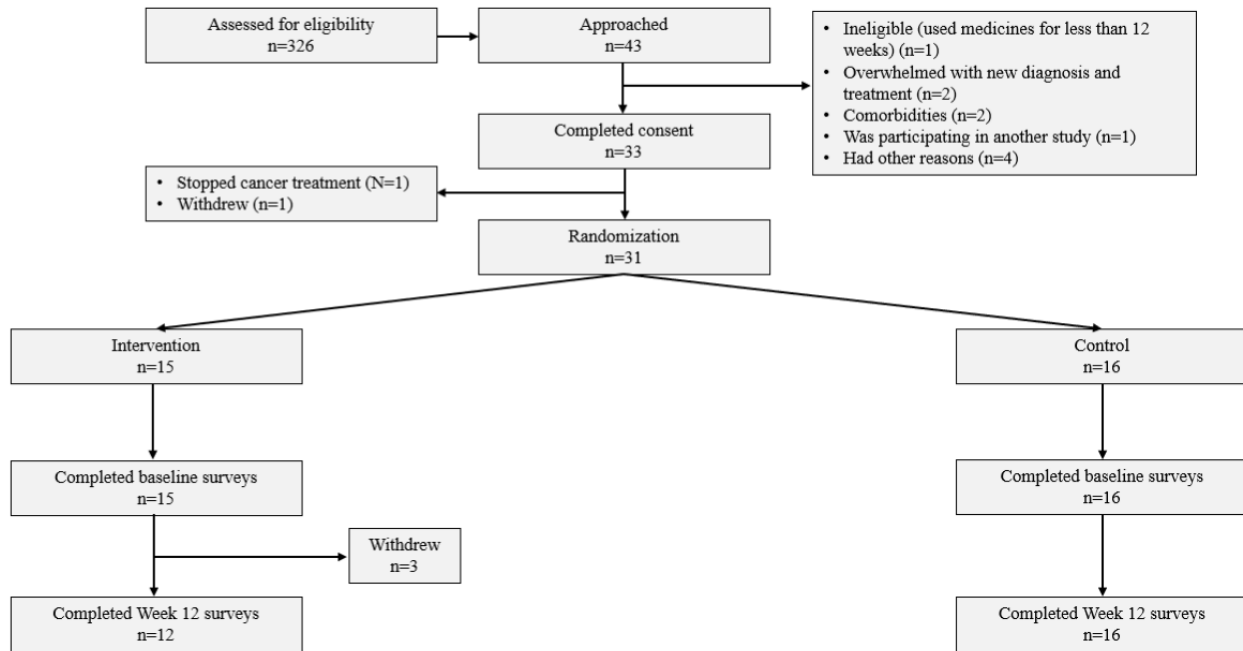 Assessed for eligibility
n=326
Approached
n=43
• Ineligible (used medicines for less than 12
weeks) (n=1)
• Overwhelmed with new diagnosis and
treatment (n=2)
• Comorbidities (n=2)
• Was participating in another study (n=1)
• Had other reasons (n=4)
Completed consent
n=33
• Stopped cancer treatment (N=1)
• Withdrew (n=1)
Randomization
n=31
Intervention
n=15
Control
n=16
Completed baseline surveys
n=15
Completed baseline surveys
n=16
Withdrew
n=3
Completed Week 12 surveys
n=12
Completed Week 12 surveys
n=16